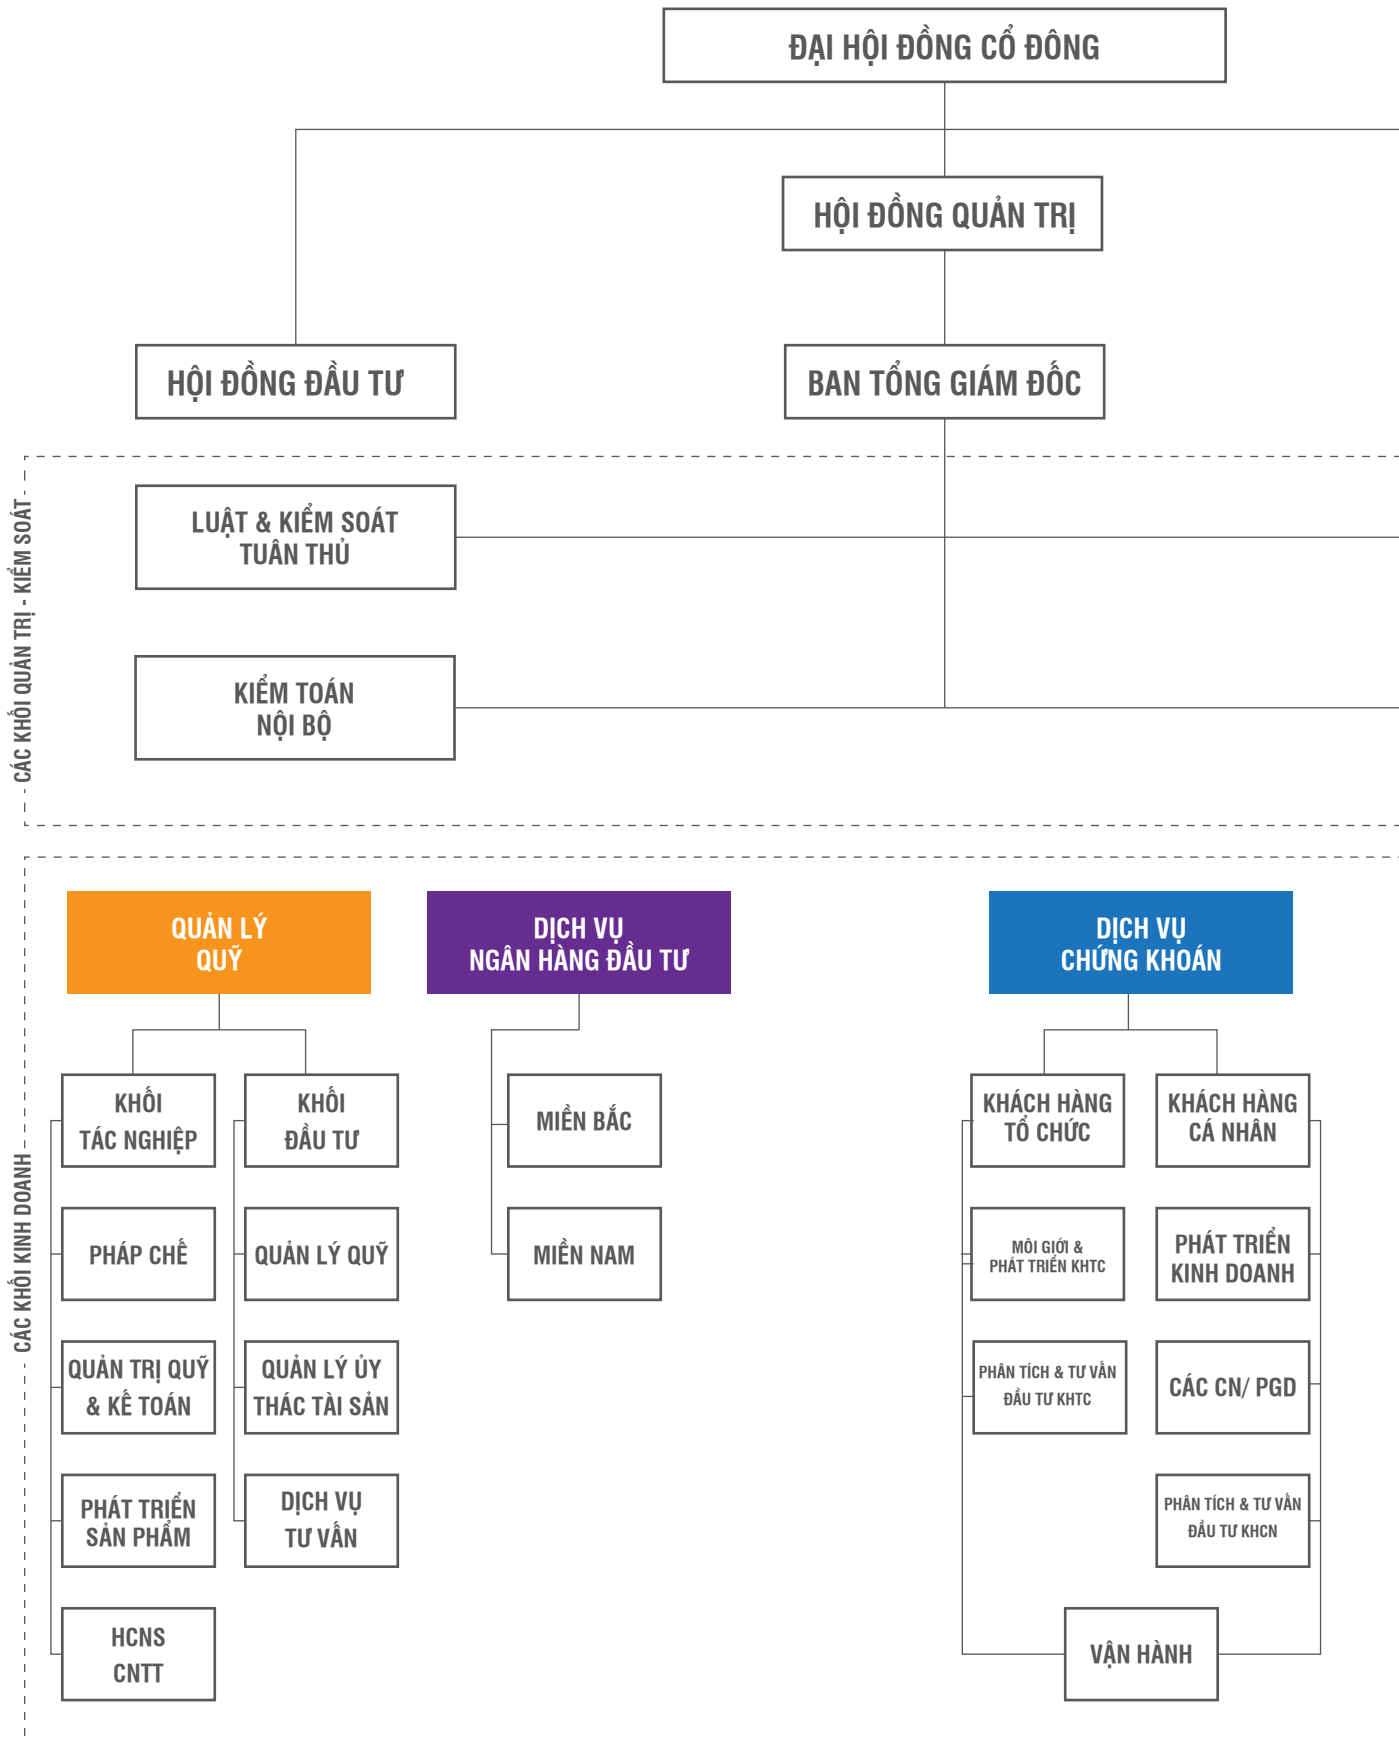 ĐẠI HỘI ĐỒNG CỔ ĐÔNG
HỘI ĐỒNG QUẢN TRỊ
HỘI ĐỒNG ĐẦU TƯ
BAN TỔNG GIÁM ĐỐC
CÁC KHỐI QUẢN TRỊ - KIỂM SOÁT
LUẬT & KIỂM SOÁT
TUÂN THỦ
KIỂM TOÁN
NỘI BỘ
CÁC KHỐI KINH DOANH
QUẢN LÝ
QUỸ
KHỐI
TÁC NGHIỆP
PHÁP CHẾ
QUẢN TRỊ QUỸ
& KẾ TOÁN
PHÁT TRIỂN
SẢN PHẨM
HCNS
CNTT
KHỐI
ĐẦU TƯ
QUẢN LÝ QUỸ
QUẢN LÝ ỦY
THÁC TÀI SẢN
DỊCH VỤ
TƯ VẤN
DỊCH VỤ
NGÂN HÀNG ĐẦU TƯ
MIỀN BẮC
MIỀN NAM
DỊCH VỤ
CHỨNG KHOÁN
KHÁCH HÀNG
TỔ CHỨC
MÔI GIỚI &
PHÁT TRIỂN KHTC
PHÂN TÍCH & TƯ VẤN
ĐẦU TƯ KHTC
KHÁCH HÀNG
CÁ NHÂN
PHÁT TRIỂN
KINH DOANH
CÁC CN/ PGD
PHÂN TÍCH & TƯ VẤN
ĐẦU TƯ KHCN
VẬN HÀNH